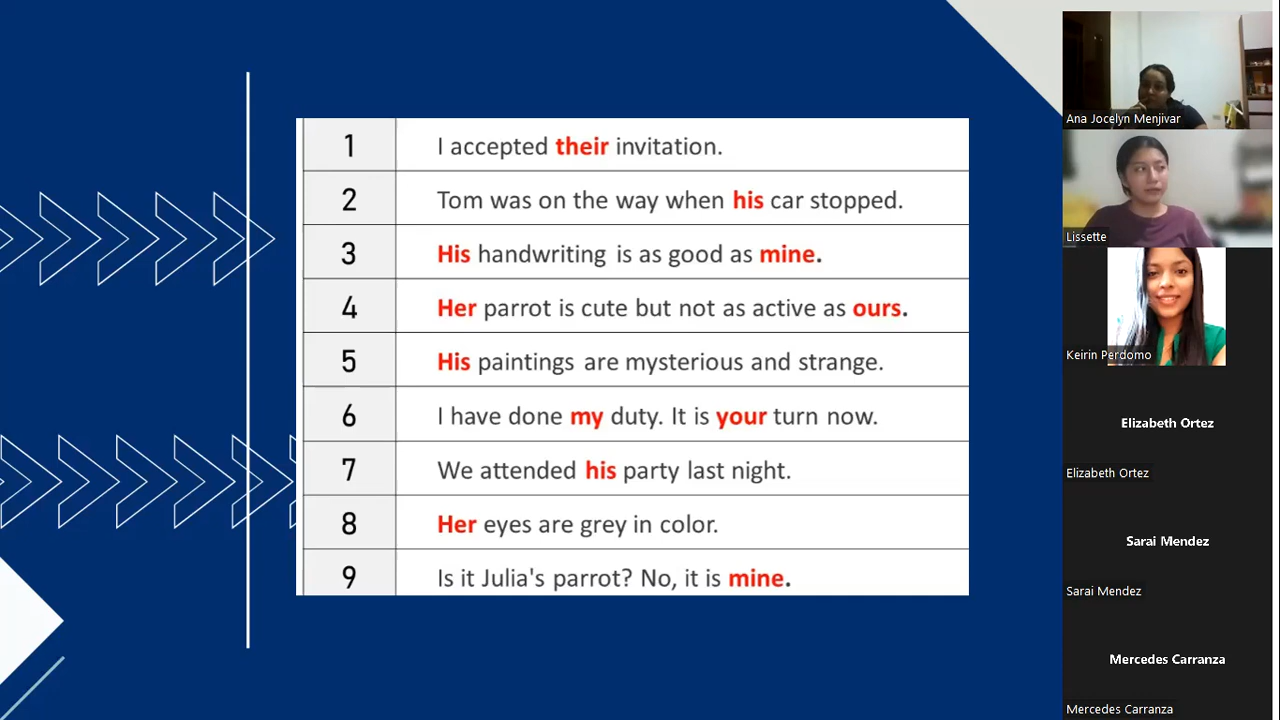 1 I accepted their invitation.
2 Tom was on the way when his car stopped.
3 His handwriting is as good as mine.
4 Her parrot is cute but not as active as ours.
5 His paintings are mysterious and strange.
6 I have done my duty. It is your turn now.
7 We attended his party last night.
8 Her eyes are grey in color.
9 Is it Julia's parrot? No, it is mine.
Ana Jocelyn Menjivar
Lissette
Keirin Perdomo
Elizabeth Ortez
Elizabeth Ortez
Sarai Mendez
Sarai Mendez
Mercedes Carranza
Mercedes Carranza